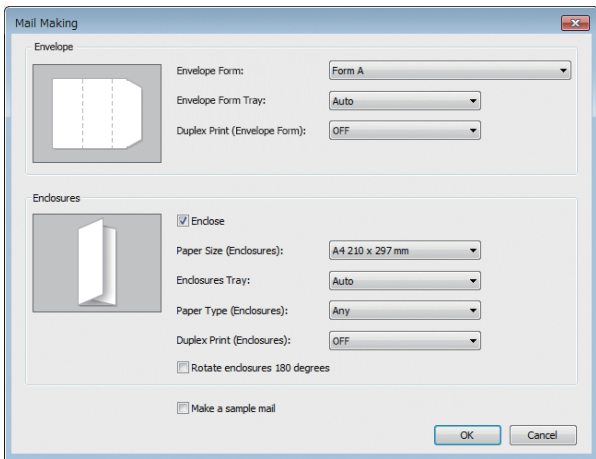 Mail Making
Envelope
Envelope Form: Form A
Envelope Form Tray: Auto
Duplex Print (Envelope Form): OFF
Enclosures
Enclose
Paper Size (Enclosures): A4 210 x 297 mm
Enclosures Tray: Auto
Paper Type (Enclosures): Any
Duplex Print (Enclosures): OFF
Rotate enclosures 180 degrees
Make a sample mail
OK Cancel